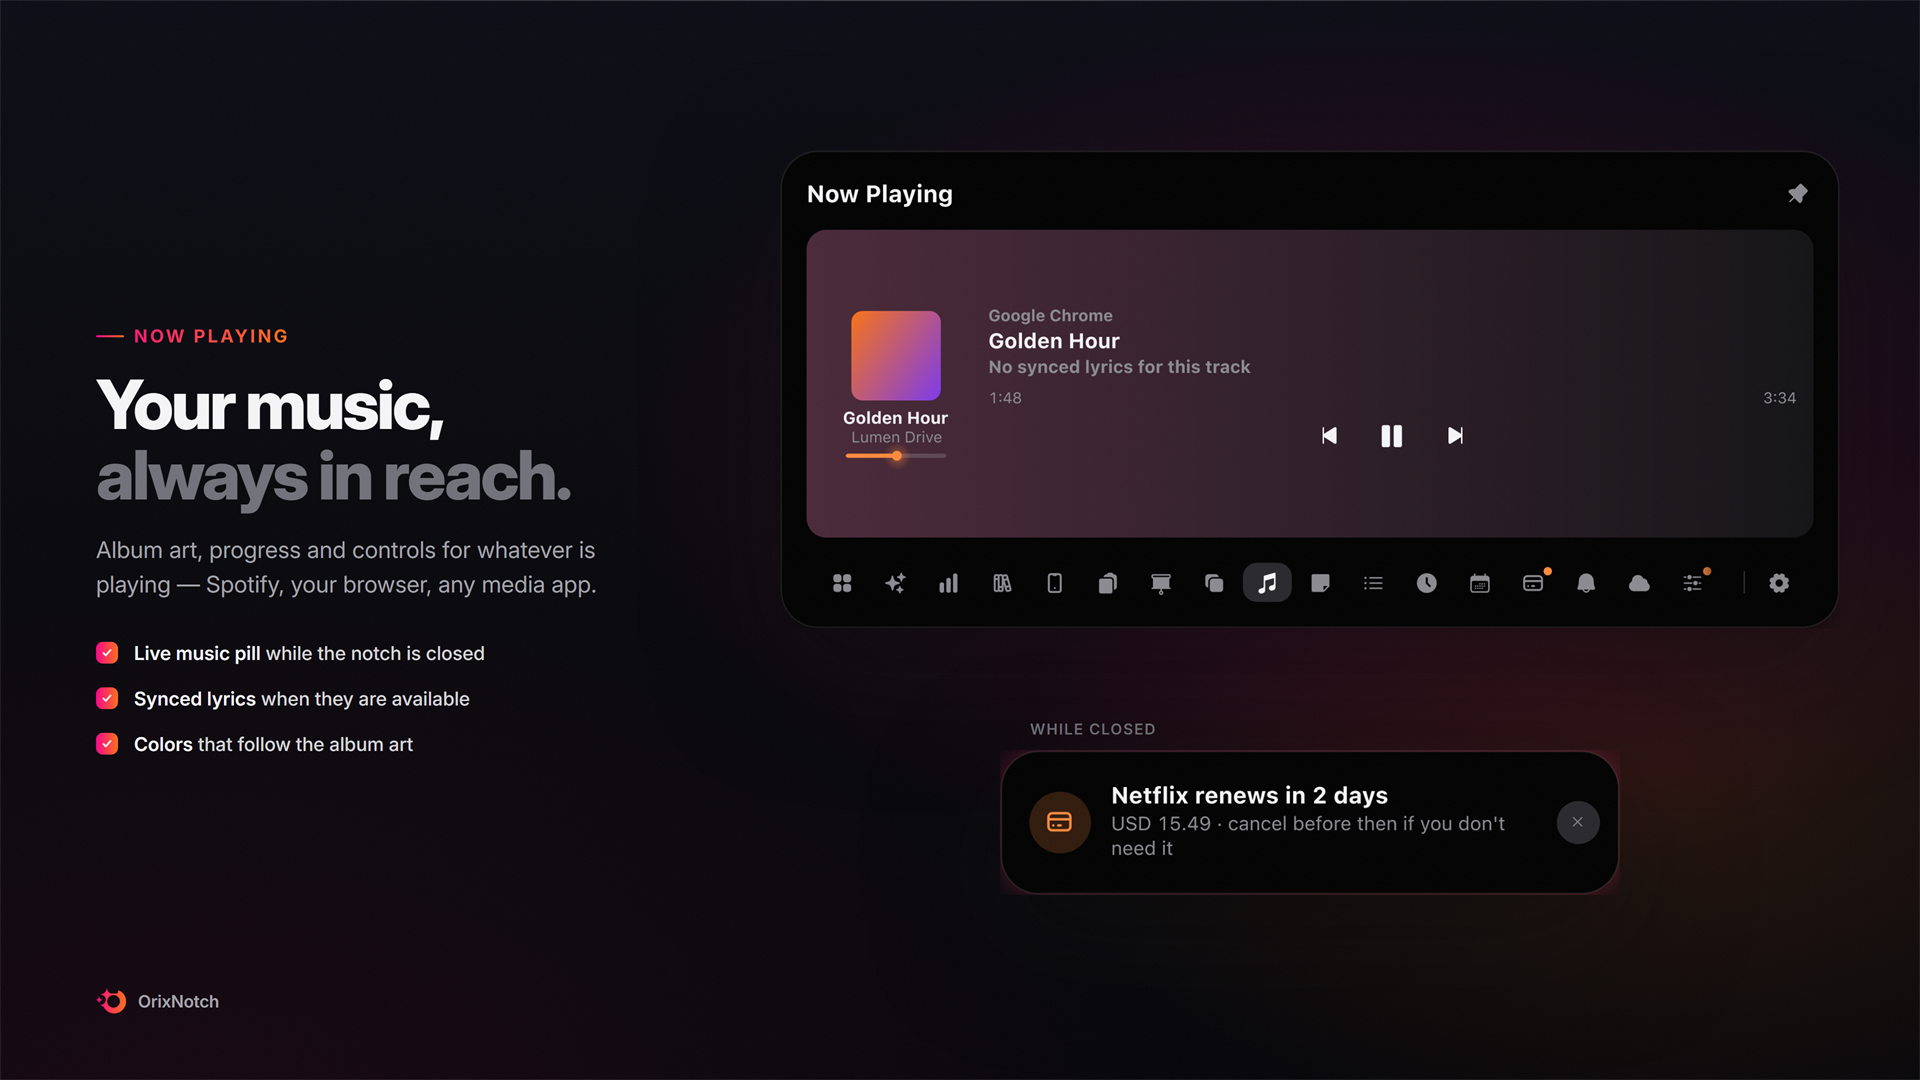 NOW PLAYING
Your music,
always in reach.
Album art, progress and controls for whatever is
playing — Spotify, your browser, any media app.
Live music pill while the notch is closed
Synced lyrics when they are available
Colors that follow the album art
OrixNotch
Now Playing
Golden Hour
Lumen Drive
Google Chrome
Golden Hour
No synced lyrics for this track
1:48
3:34
WHILE CLOSED
Netflix renews in 2 days
USD 15.49 · cancel before then if you don't
need it